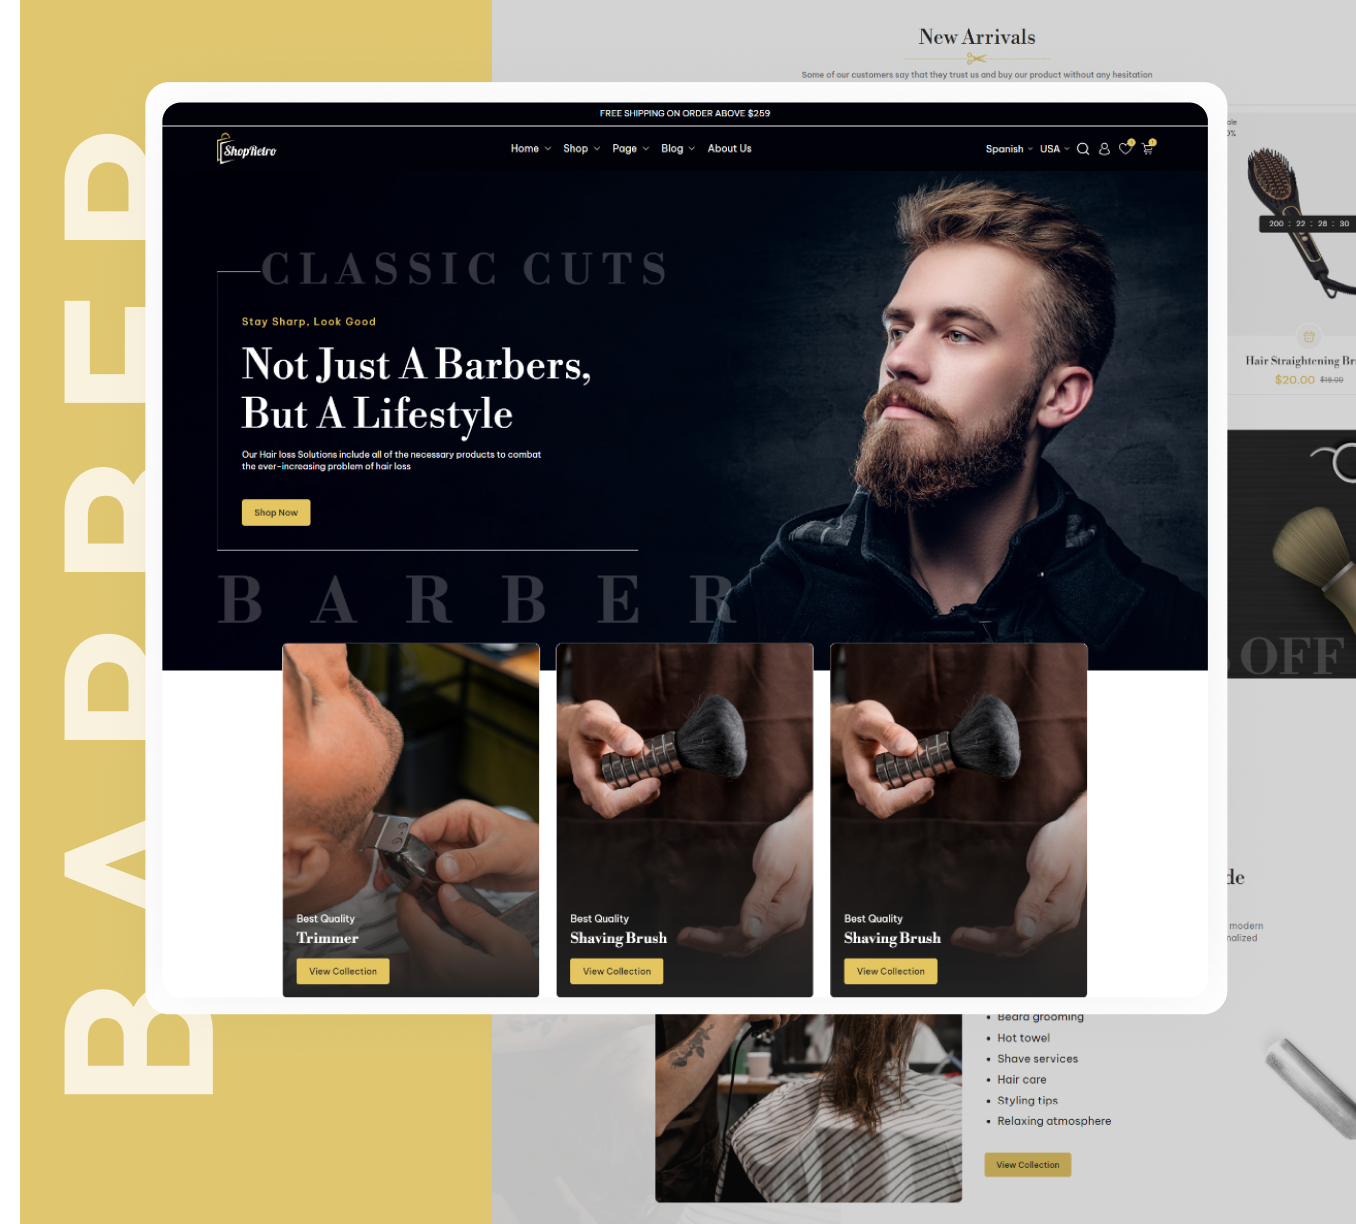 BARBER
New Arrivals
Some of our customers say that they trust us and buy our product without any hesitation
FREE SHIPPING ON ORDER ABOVE $259
ShopRetro
Home Shop Page Blog About Us
Spanish USA
CLASSIC CUTS
Stay Sharp, Look Good
Not Just A Barbers,
But A Lifestyle
Our Hair loss Solutions include all of the necessary products to combat
the ever-increasing problem of hair loss
Shop Now
BARBER
Best Quality
Trimmer
View Collection
Best Quality
Shaving Brush
View Collection
Best Quality
Shaving Brush
View Collection
200 : 22 : 28 : 30
Hair Straightening
$20.00
OFF
modern
Beard grooming
Hot towel
Shave services
Hair care
Styling tips
Relaxing atmosphere
View Collection